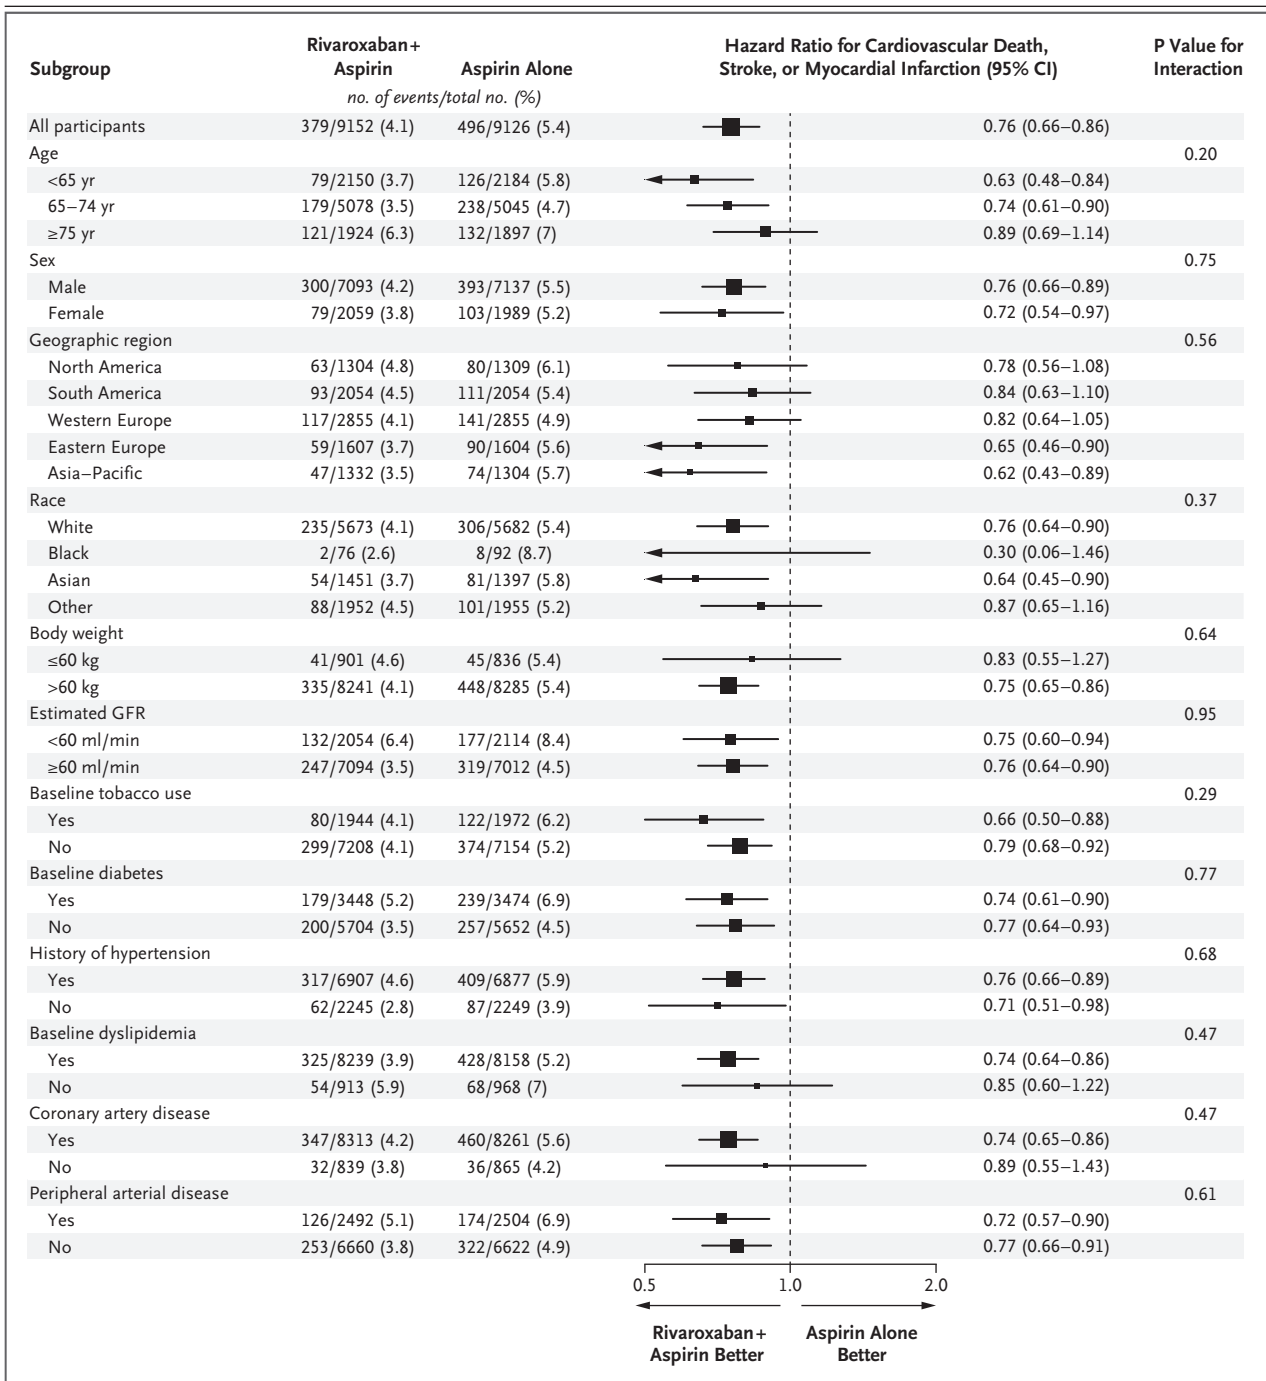 Subgroup Rivaroxaban+ Aspirin Aspirin Alone Hazard Ratio for Cardiovascular Death, Stroke, or Myocardial Infarction (95% CI) P Value for Interaction
no. of events/total no. (%)
All participants 379/9152 (4.1) 496/9126 (5.4) 0.76 (0.66–0.86)
Age 0.20
<65 yr 79/2150 (3.7) 126/2184 (5.8) 0.63 (0.48–0.84)
65–74 yr 179/5078 (3.5) 238/5045 (4.7) 0.74 (0.61–0.90)
≥75 yr 121/1924 (6.3) 132/1897 (7) 0.89 (0.69–1.14)
Sex 0.75
Male 300/7093 (4.2) 393/7137 (5.5) 0.76 (0.66–0.89)
Female 79/2059 (3.8) 103/1989 (5.2) 0.72 (0.54–0.97)
Geographic region 0.56
North America 63/1304 (4.8) 80/1309 (6.1) 0.78 (0.56–1.08)
South America 93/2054 (4.5) 111/2054 (5.4) 0.84 (0.63–1.10)
Western Europe 117/2855 (4.1) 141/2855 (4.9) 0.82 (0.64–1.05)
Eastern Europe 59/1607 (3.7) 90/1604 (5.6) 0.65 (0.46–0.90)
Asia–Pacific 47/1332 (3.5) 74/1304 (5.7) 0.62 (0.43–0.89)
Race 0.37
White 235/5673 (4.1) 306/5682 (5.4) 0.76 (0.64–0.90)
Black 2/76 (2.6) 8/92 (8.7) 0.30 (0.06–1.46)
Asian 54/1451 (3.7) 81/1397 (5.8) 0.64 (0.45–0.90)
Other 88/1952 (4.5) 101/1955 (5.2) 0.87 (0.65–1.16)
Body weight 0.64
≤60 kg 41/901 (4.6) 45/836 (5.4) 0.83 (0.55–1.27)
>60 kg 335/8241 (4.1) 448/8285 (5.4) 0.75 (0.65–0.86)
Estimated GFR 0.95
<60 ml/min 132/2054 (6.4) 177/2114 (8.4) 0.75 (0.60–0.94)
≥60 ml/min 247/7094 (3.5) 319/7012 (4.5) 0.76 (0.64–0.90)
Baseline tobacco use 0.29
Yes 80/1944 (4.1) 122/1972 (6.2) 0.66 (0.50–0.88)
No 299/7208 (4.1) 374/7154 (5.2) 0.79 (0.68–0.92)
Baseline diabetes 0.77
Yes 179/3448 (5.2) 239/3474 (6.9) 0.74 (0.61–0.90)
No 200/5704 (3.5) 257/5652 (4.5) 0.77 (0.64–0.93)
History of hypertension 0.68
Yes 317/6907 (4.6) 409/6877 (5.9) 0.76 (0.66–0.89)
No 62/2245 (2.8) 87/2249 (3.9) 0.71 (0.51–0.98)
Baseline dyslipidemia 0.47
Yes 325/8239 (3.9) 428/8158 (5.2) 0.74 (0.64–0.86)
No 54/913 (5.9) 68/968 (7) 0.85 (0.60–1.22)
Coronary artery disease 0.47
Yes 347/8313 (4.2) 460/8261 (5.6) 0.74 (0.65–0.86)
No 32/839 (3.8) 36/865 (4.2) 0.89 (0.55–1.43)
Peripheral arterial disease 0.61
Yes 126/2492 (5.1) 174/2504 (6.9) 0.72 (0.57–0.90)
No 253/6660 (3.8) 322/6622 (4.9) 0.77 (0.66–0.91)
0.5 1.0 2.0
Rivaroxaban+ Aspirin Better Aspirin Alone Better